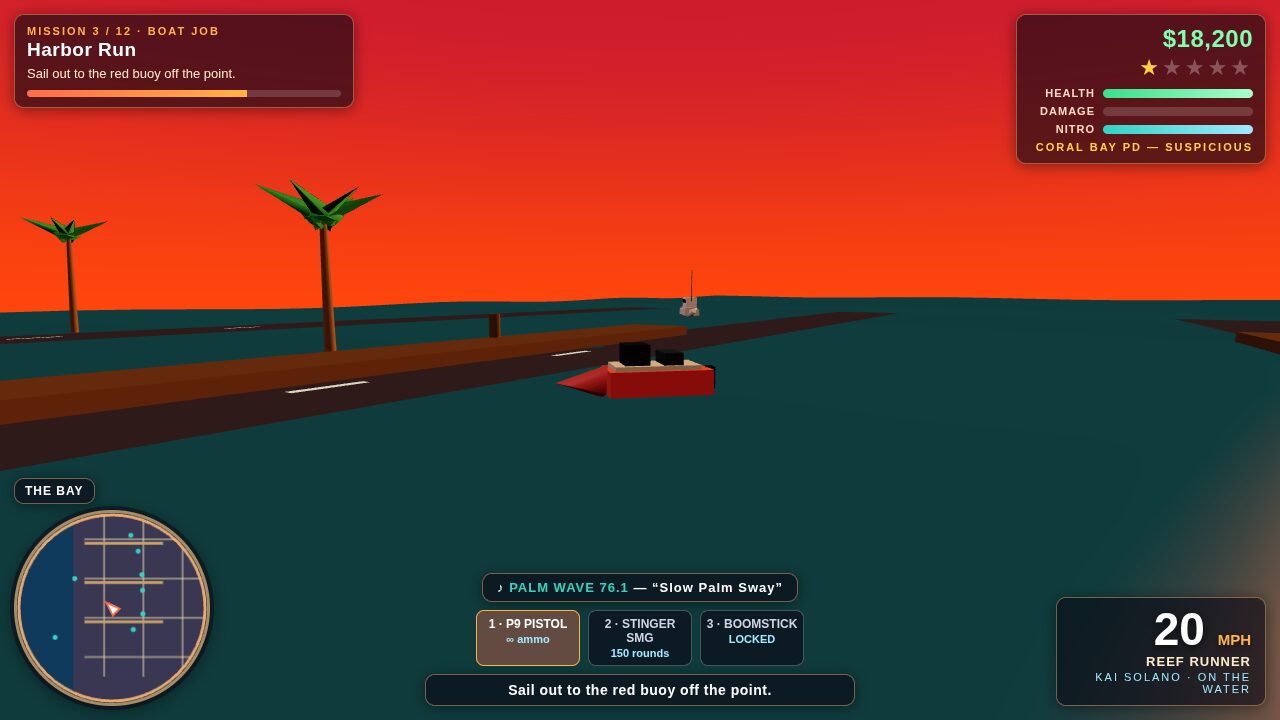 MISSION 3 / 12 · BOAT JOB
Harbor Run
Sail out to the red buoy off the point.
$18,200
★★★★★
HEALTH
DAMAGE
NITRO
CORAL BAY PD — SUSPICIOUS
THE BAY
♪ PALM WAVE 76.1 — “Slow Palm Sway”
1 · P9 PISTOL
∞ ammo
2 · STINGER
SMG
150 rounds
3 · BOOMSTICK
LOCKED
Sail out to the red buoy off the point.
20 MPH
REEF RUNNER
KAI SOLANO · ON THE
WATER